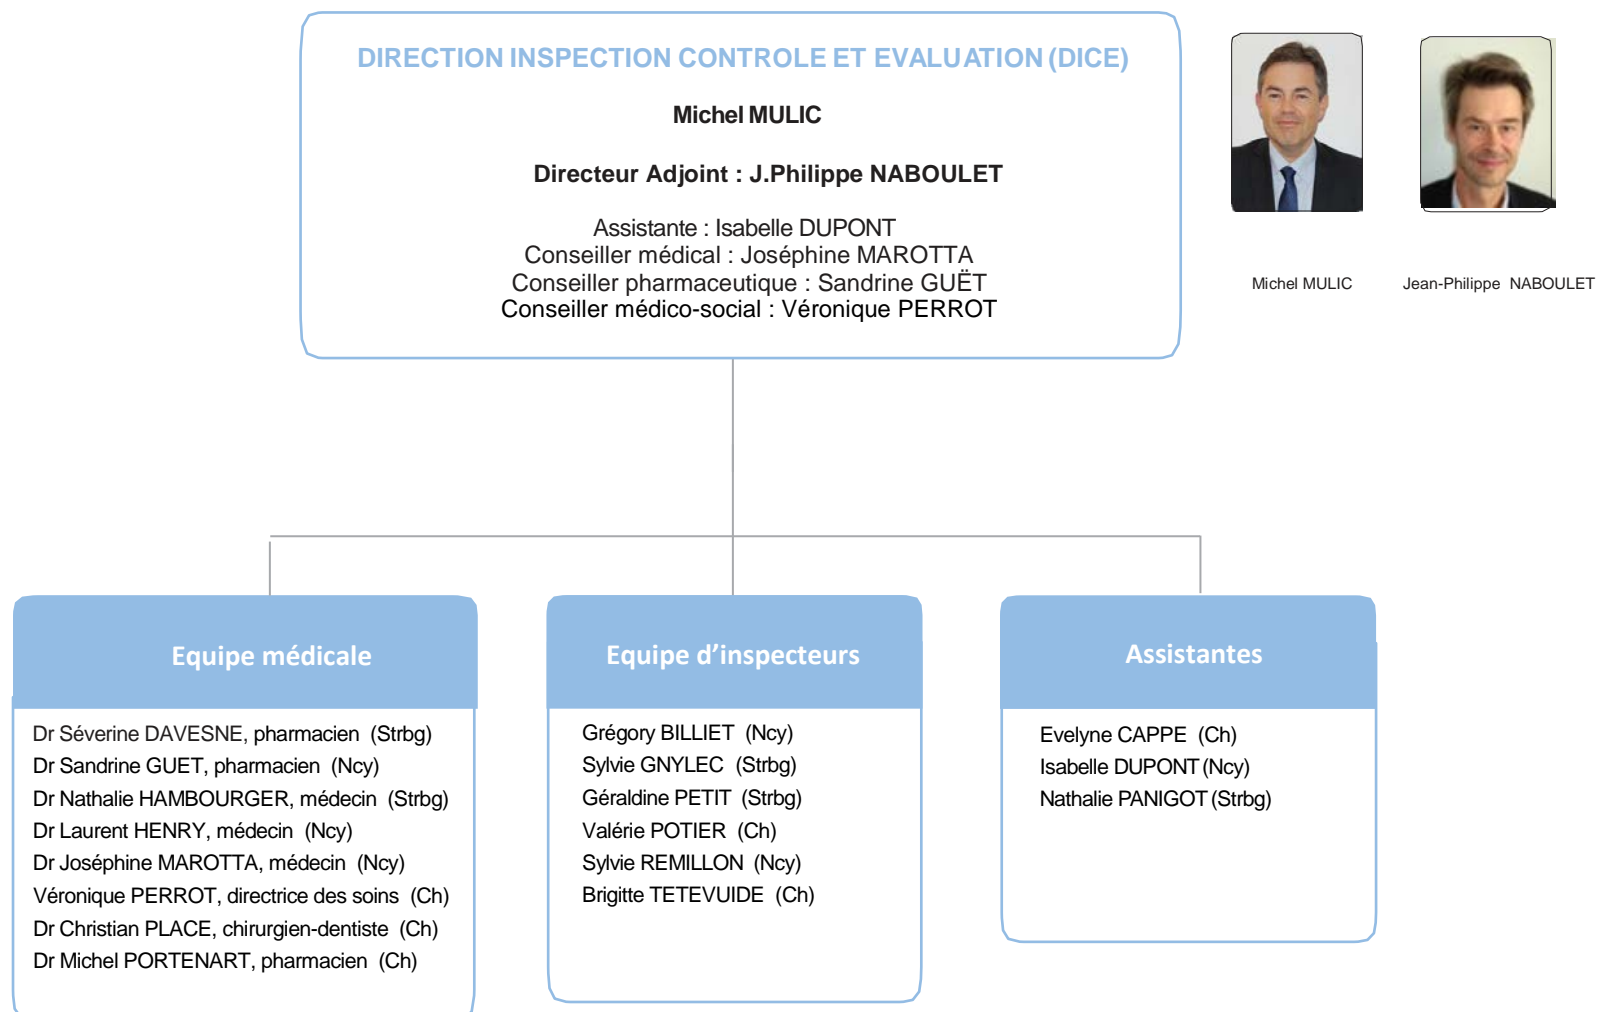 DIRECTION INSPECTION CONTROLE ET EVALUATION (DICE)
Michel MULIC
Directeur Adjoint : J.Philippe NABOULET
Assistante : Isabelle DUPONT
Conseiller médical : Joséphine MAROTTA
Conseiller pharmaceutique : Sandrine GUËT
Conseiller médico-social : Véronique PERROT
Michel MULIC
Jean-Philippe NABOULET
Equipe médicale
Dr Séverine DAVESNE, pharmacien (Strbg)
Dr Sandrine GUET, pharmacien (Ncy)
Dr Nathalie HAMBOURGER, médecin (Strbg)
Dr Laurent HENRY, médecin (Ncy)
Dr Joséphine MAROTTA, médecin (Ncy)
Véronique PERROT, directrice des soins (Ch)
Dr Christian PLACE, chirurgien-dentiste (Ch)
Dr Michel PORTENART, pharmacien (Ch)
Equipe d’inspecteurs
Grégory BILLIET (Ncy)
Sylvie GNYLEC (Strbg)
Géraldine PETIT (Strbg)
Valérie POTIER (Ch)
Sylvie REMILLON (Ncy)
Brigitte TETEVUIDE (Ch)
Assistantes
Evelyne CAPPE (Ch)
Isabelle DUPONT (Ncy)
Nathalie PANIGOT (Strbg)